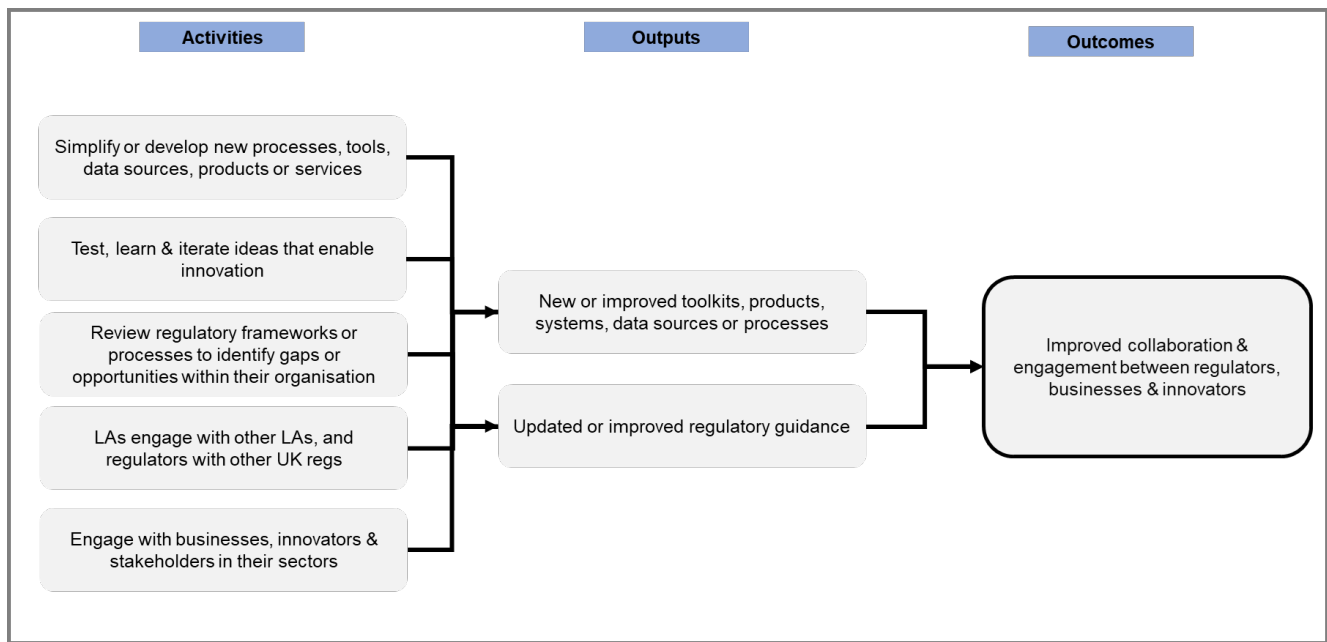 Activities
Outputs
Outcomes
Simplify or develop new processes, tools,
data sources, products or services
Test, learn & iterate ideas that enable
innovation
Review regulatory frameworks or
processes to identify gaps or
opportunities within their organisation
LAs engage with other LAs, and
regulators with other UK regs
Engage with businesses, innovators &
stakeholders in their sectors
New or improved toolkits, products,
systems, data sources or processes
Updated or improved regulatory guidance
Improved collaboration &
engagement between regulators,
businesses & innovators